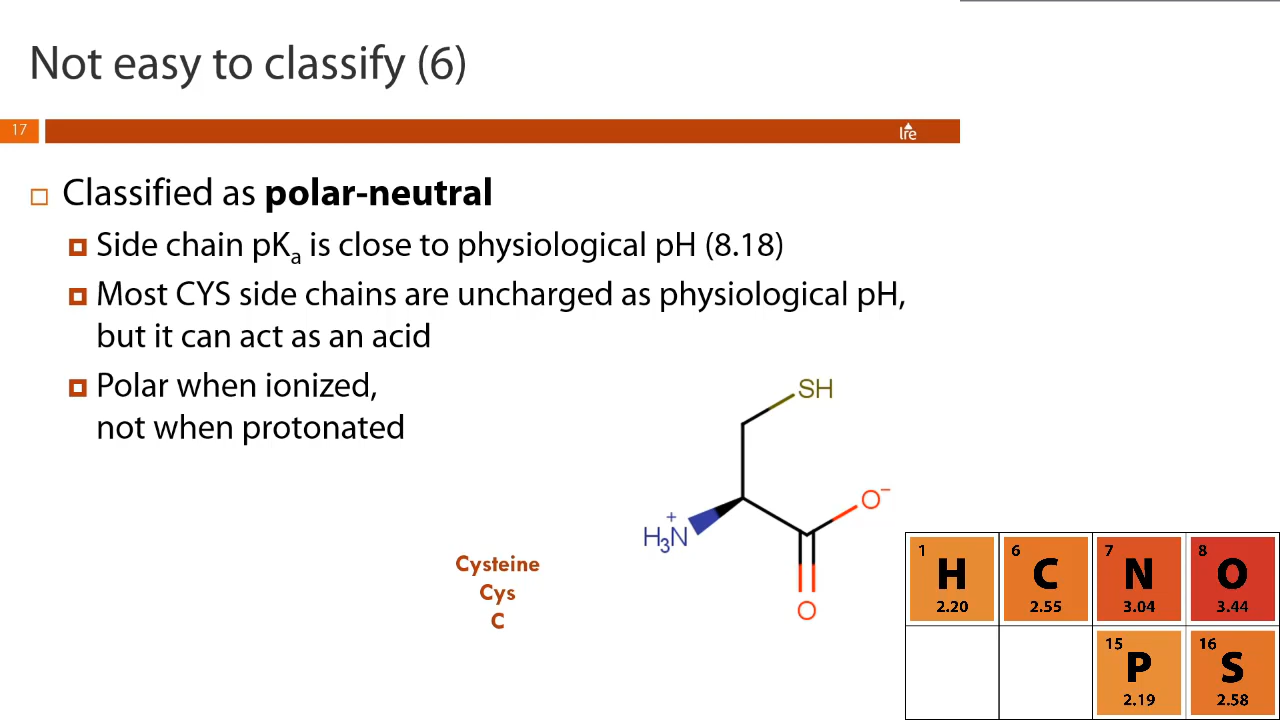 Not easy to classify (6)
17
lre
Classified as polar-neutral
Side chain pKa is close to physiological pH (8.18)
Most CYS side chains are uncharged as physiological pH,
but it can act as an acid
Polar when ionized,
not when protonated
SH
O−
+
H3N
O
Cysteine
Cys
C
1 6 7 8
H C N O
2.20 2.55 3.04 3.44
15 16
P S
2.19 2.58